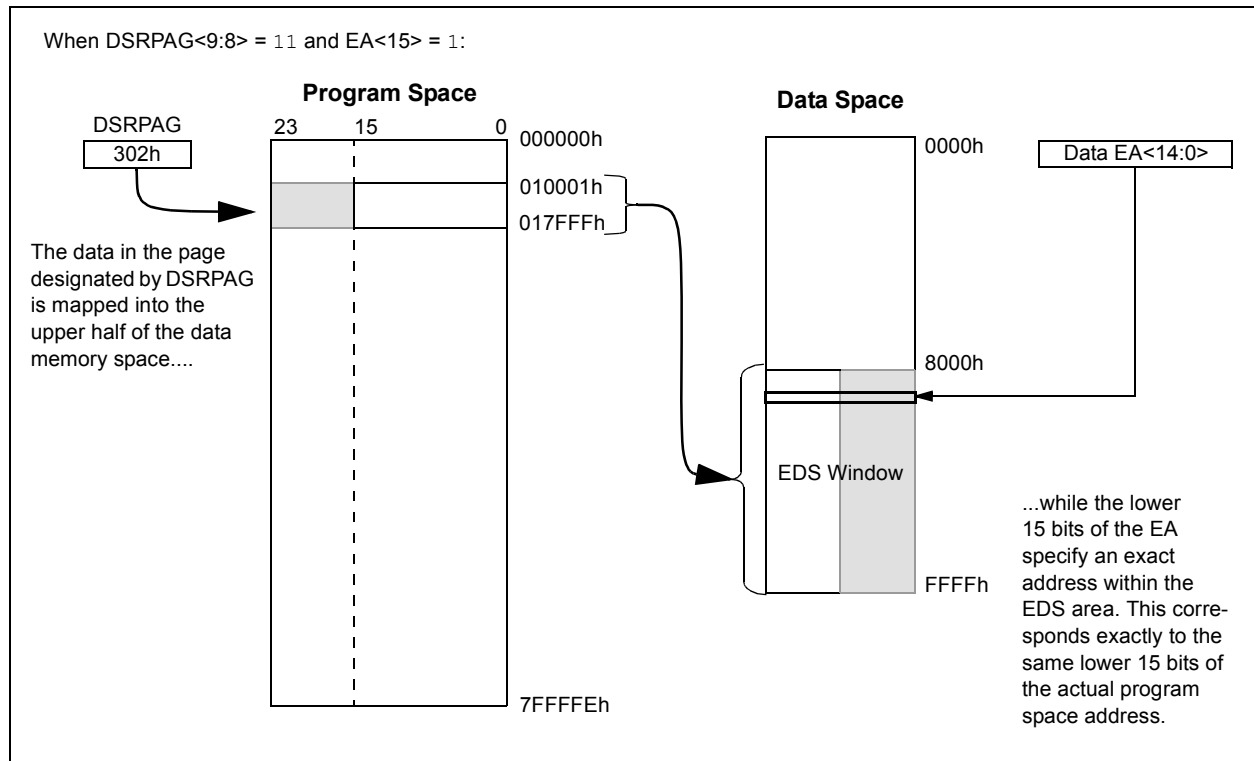 When DSRPAG<9:8> = 11 and EA<15> = 1:
Program Space
Data Space
DSRPAG
302h
23 15 0
000000h
010001h
017FFFh
7FFFFEh
The data in the page
designated by DSRPAG
is mapped into the
upper half of the data
memory space....
0000h
8000h
EDS Window
FFFFh
Data EA<14:0>
...while the lower
15 bits of the EA
specify an exact
address within the
EDS area. This corre-
sponds exactly to the
same lower 15 bits of
the actual program
space address.